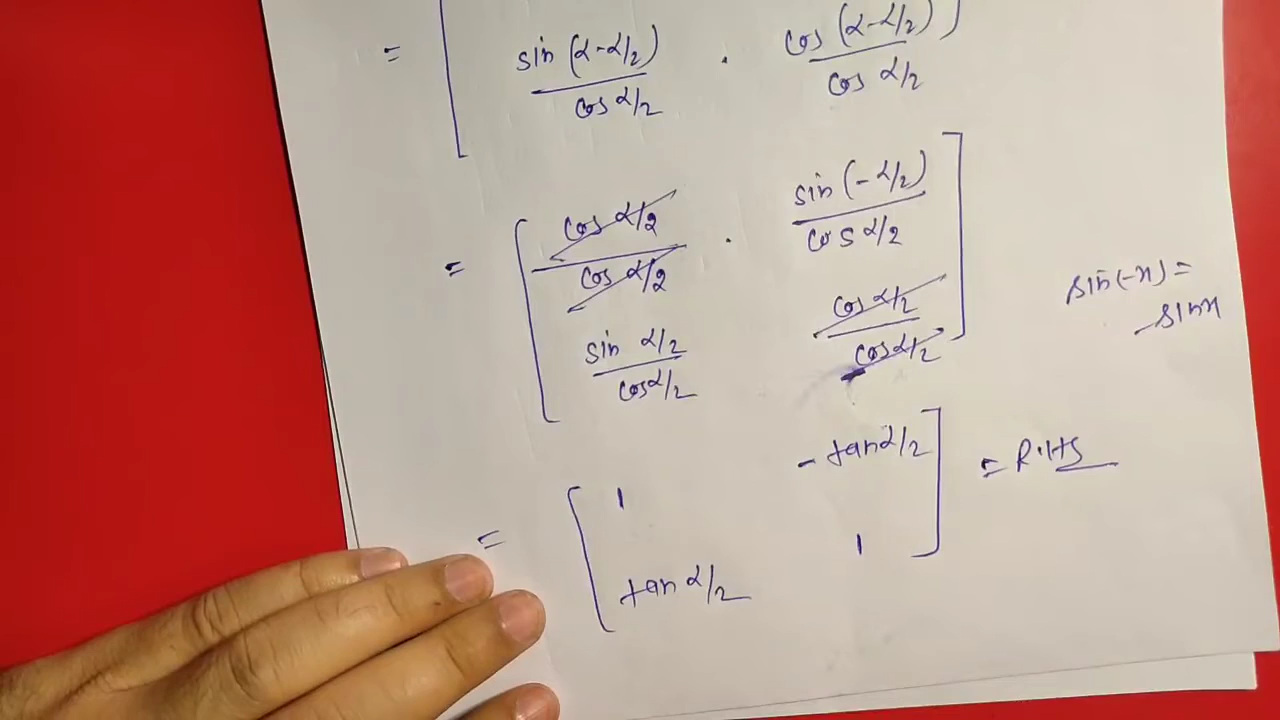 = [ sin (α-α/2) / cos α/2 . cos (α-α/2) / cos α/2 ]
= [ cos α/2 / cos α/2 . sin (-α/2) / cos α/2
sin α/2 / cos α/2 cos α/2 / cos α/2 ]
sin(-x) =
-sinx
= [ 1 - tan α/2
tan α/2 1 ] = R.H.S